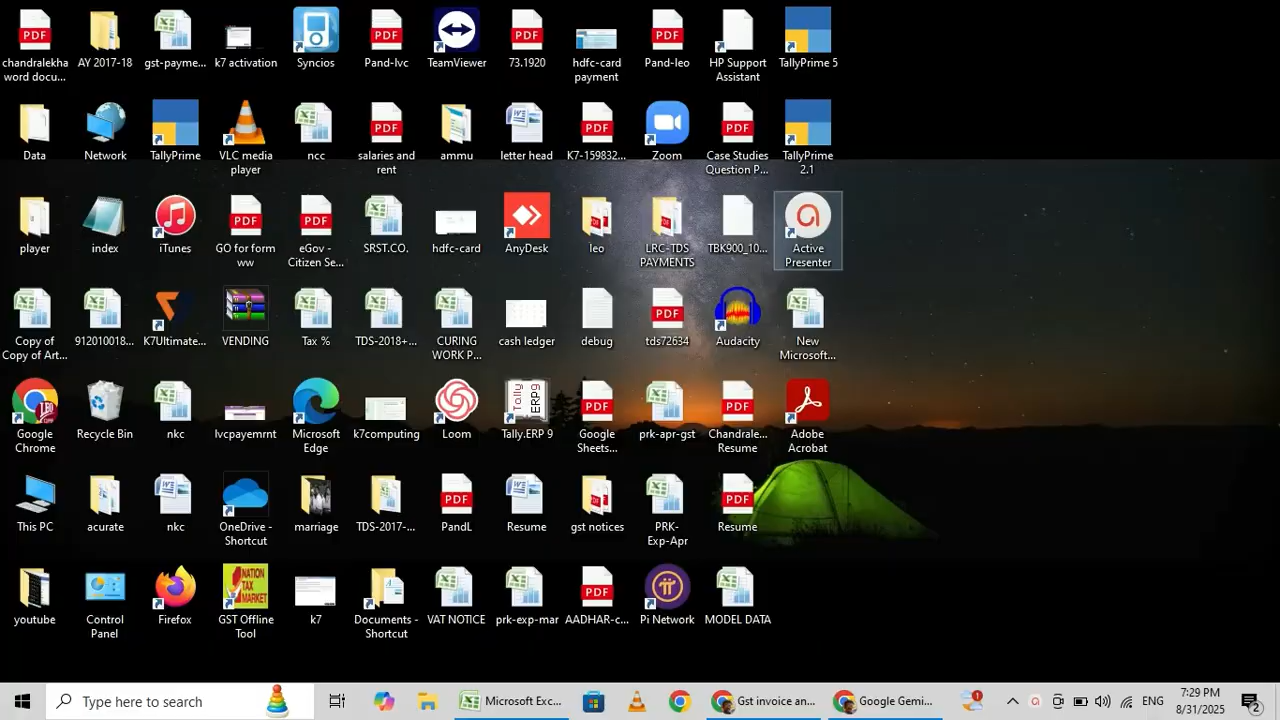 chandralekha
word docu...
AY 2017-18
gst-payme...
k7 activation
Syncios
Pand-lvc
TeamViewer
73.1920
hdfc-card
payment
Pand-leo
HP Support
Assistant
TallyPrime 5
Data
Network
TallyPrime
VLC media
player
ncc
salaries and
rent
ammu
letter head
K7-159832...
Zoom
Case Studies
Question P...
TallyPrime
2.1
player
index
iTunes
GO for form
ww
eGov -
Citizen Se...
SRST.CO.
hdfc-card
AnyDesk
leo
LRC-TDS
PAYMENTS
TBK900_10...
Active
Presenter
Copy of
Copy of Art...
912010018...
K7Ultimate...
VENDING
Tax %
TDS-2018+...
CURING
WORK P...
cash ledger
debug
tds72634
Audacity
New
Microsoft...
Google
Chrome
Recycle Bin
nkc
lvcpayemrnt
Microsoft
Edge
k7computing
Loom
Tally.ERP 9
Google
Sheets...
prk-apr-gst
Chandrale...
Resume
Adobe
Acrobat
This PC
acurate
nkc
OneDrive -
Shortcut
marriage
TDS-2017-...
PandL
Resume
gst notices
PRK-
Exp-Apr
Resume
youtube
Control
Panel
Firefox
GST Offline
Tool
k7
Documents -
Shortcut
VAT NOTICE
prk-exp-mar
AADHAR-c...
Pi Network
MODEL DATA
Type here to search
Microsoft Exc...
Gst invoice an...
Google Gemi...
1
ENG
7:29 PM
8/31/2025
2